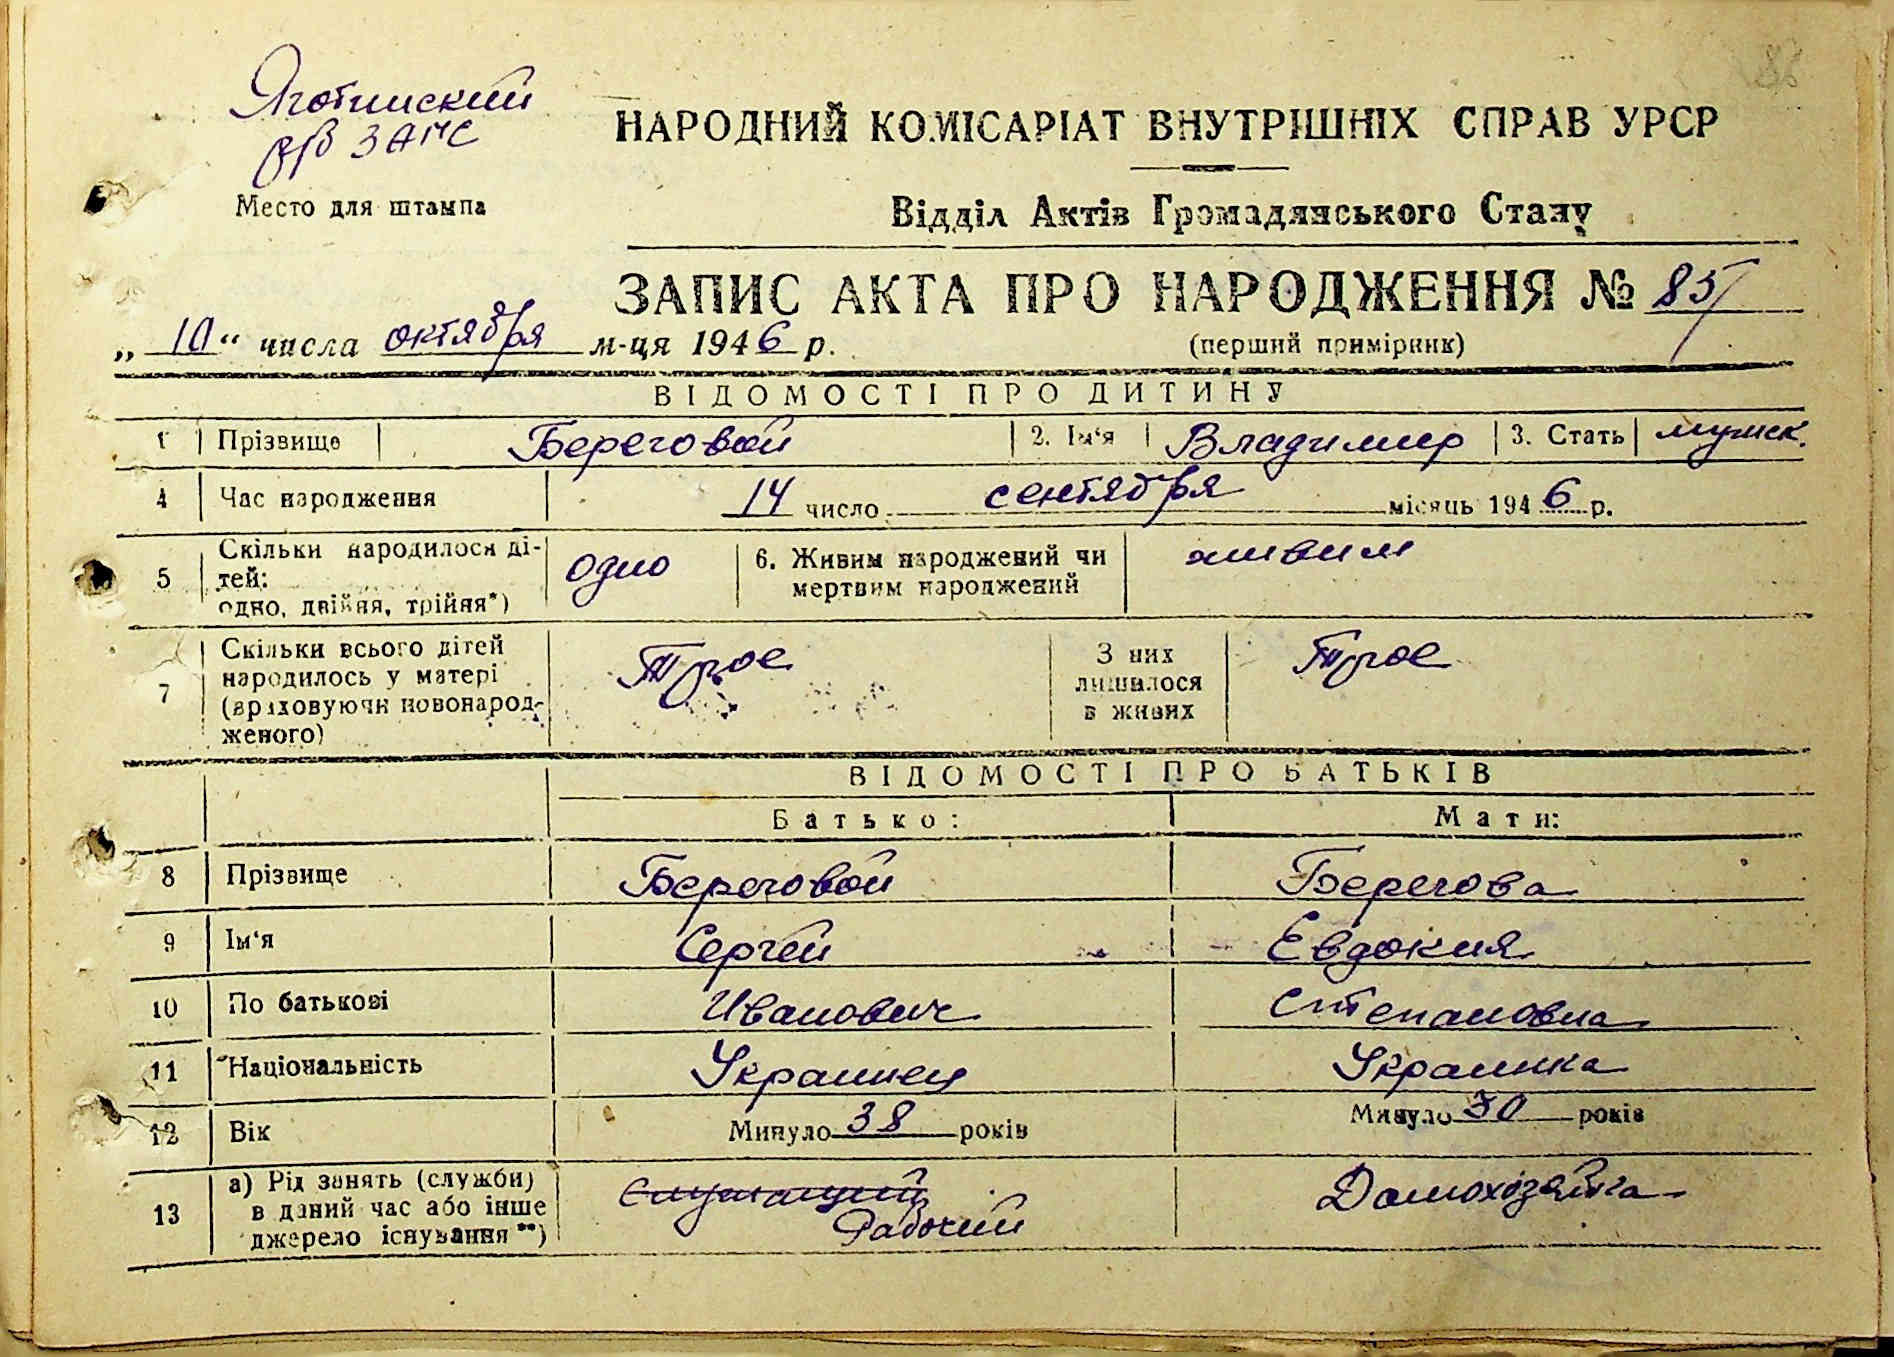 Яготинский
р/б ЗАГС
Место для штампа
НАРОДНИЙ КОМІСАРІАТ ВНУТРІШНІХ СПРАВ УРСР
Відділ Актів Громадянського Стану
ЗАПИС АКТА ПРО НАРОДЖЕННЯ № 85
„10“ числа октября м-ця 1946 р.
(перший примірник)
ВІДОМОСТІ ПРО ДИТИНУ
1 Прізвище Береговой 2. Ім‘я Владимир 3. Стать мужск.
4 Час народження 14 число сентября місяць 1946 р.
5 Скільки народилося ді-
тей:
одно, двійня, трійня*) одно 6. Живим народжений чи
мертвим народжений живим
7 Скільки всього дітей
народилось у матері
(враховуючи новонарод-
женого) Трое З них
лишилося
в живих Трое
ВІДОМОСТІ ПРО БАТЬКІВ
Батько: Мати:
8 Прізвище Береговой Берегова
9 Ім‘я Сергей Евдокия
10 По батькові Иванович Степановна
11 Національність Украинец Украинка
12 Вік Минуло 38 років Минуло 30 років
13 а) Рід занять (служби)
в даний час або інше
джерело існування **) Служащий
Рабочий Домохозяйка